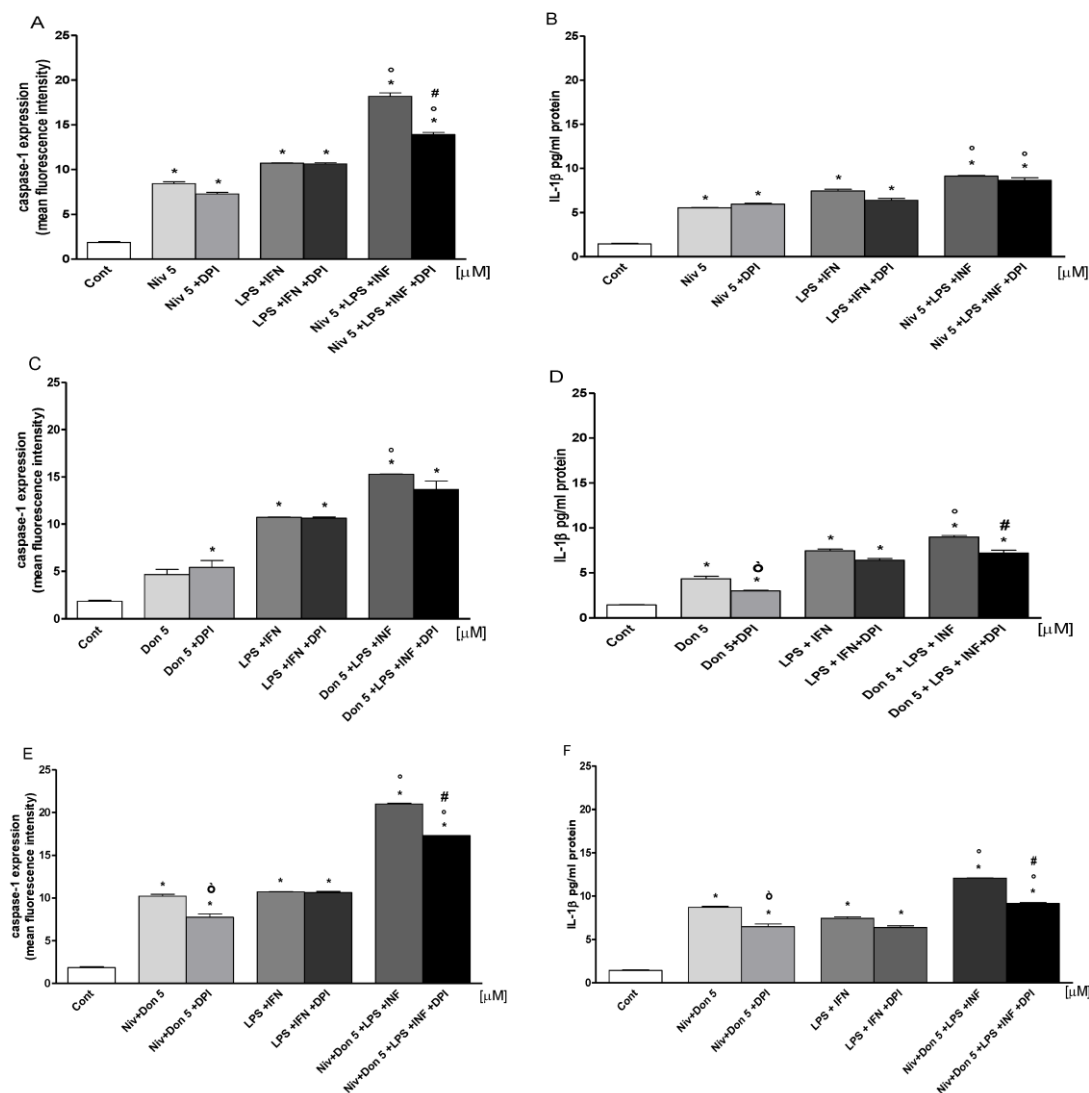 A
caspase-1 expression
(mean fluorescence intensity)
25
20
15
10
5
0
°
*
#
°
*
*
*
*
*
Cont
Niv 5
Niv 5 +DPI
LPS +IFN
LPS +IFN +DPI
Niv 5 +LPS +INF
Niv 5 +LPS +INF +DPI
[μM]
B
IL-1β pg/ml protein
25
20
15
10
5
0
*
*
*
*
°
*
°
*
Cont
Niv 5
Niv 5 +DPI
LPS +IFN
LPS +IFN +DPI
Niv 5 +LPS +INF
Niv 5 +LPS +INF +DPI
[μM]
C
caspase-1 expression
(mean fluorescence intensity)
25
20
15
10
5
0
*
*
*
°
*
*
Cont
Don 5
Don 5 +DPI
LPS +IFN
LPS +IFN +DPI
Don 5 +LPS +INF
Don 5 +LPS +INF +DPI
[μM]
D
IL-1β pg/ml protein
25
20
15
10
5
0
*
ò
*
*
*
°
*
#
*
Cont
Don 5
Don 5+DPI
LPS + IFN
LPS + IFN+DPI
Don 5 + LPS + INF
Don 5 + LPS + INF +DPI
[μM]
E
caspase-1 expression
(mean fluorescence intensity)
25
20
15
10
5
0
*
ò
*
*
*
°
*
#
°
*
Cont
Niv+Don 5
Niv+Don 5 +DPI
LPS +IFN
LPS +IFN +DPI
Niv+Don 5 +LPS +INF
Niv+Don 5 +LPS +INF +DPI
[μM]
F
IL-1β pg/ml protein
25
20
15
10
5
0
*
ò
*
*
*
°
*
#
°
*
Cont
Niv+Don 5
Niv+Don 5 +DPI
LPS + IFN
LPS + IFN +DPI
Niv+Don 5 +LPS +INF
Niv+Don 5 +LPS +INF +DPI
[μM]